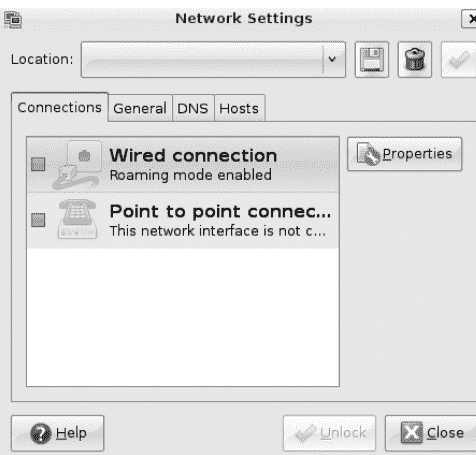 Network Settings
Location:
Connections General DNS Hosts
Wired connection
Roaming mode enabled
Properties
Point to point connec...
This network interface is not c...
Help Unlock Close